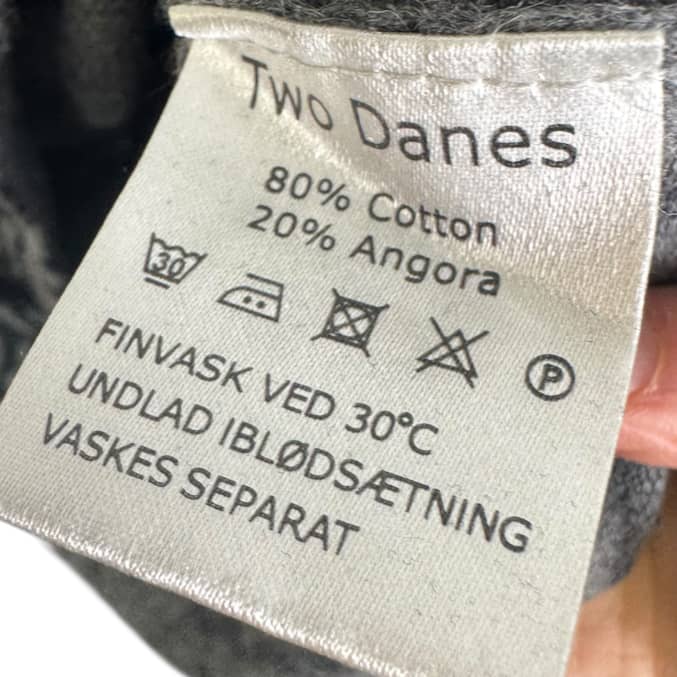 Two Danes
80% Cotton
20% Angora
30 P
FINVASK VED 30°C
UNDLAD IBLØDSÆTNING
VASKES SEPARAT